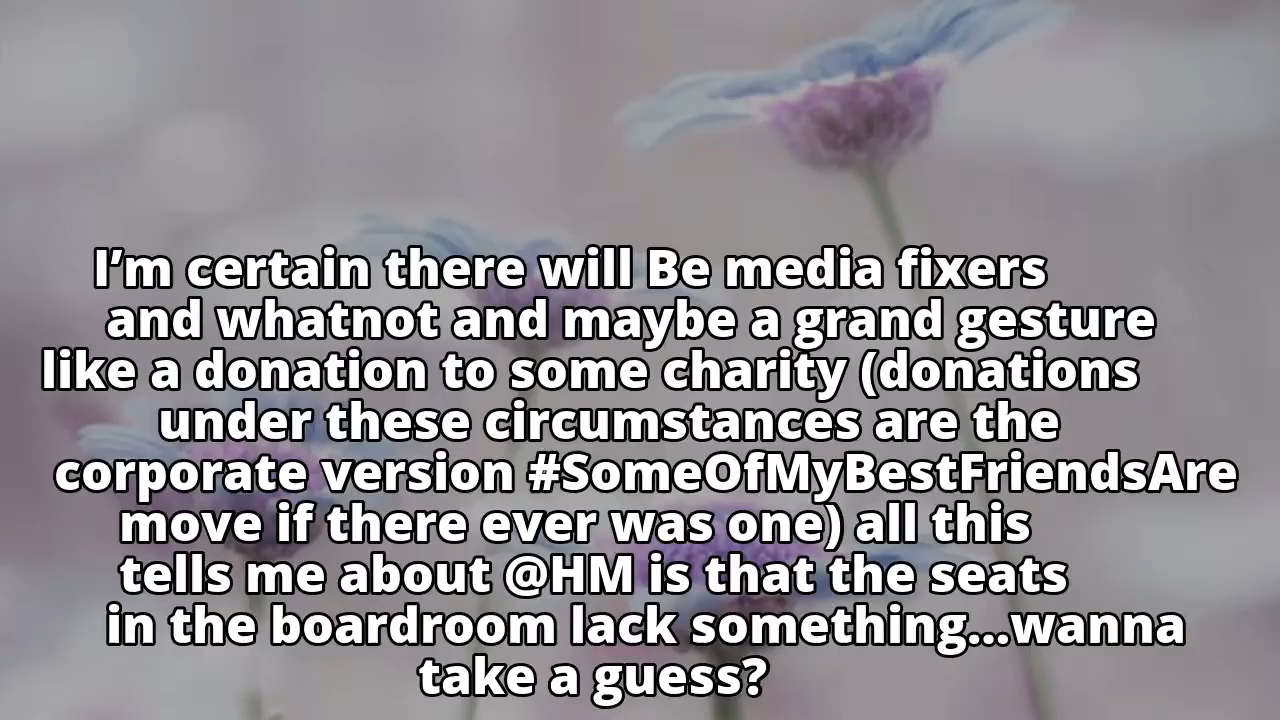 I’m certain there will Be media fixers
and whatnot and maybe a grand gesture
like a donation to some charity (donations
under these circumstances are the
corporate version #SomeOfMyBestFriendsAre
move if there ever was one) all this
tells me about @HM is that the seats
in the boardroom lack something...wanna
take a guess?